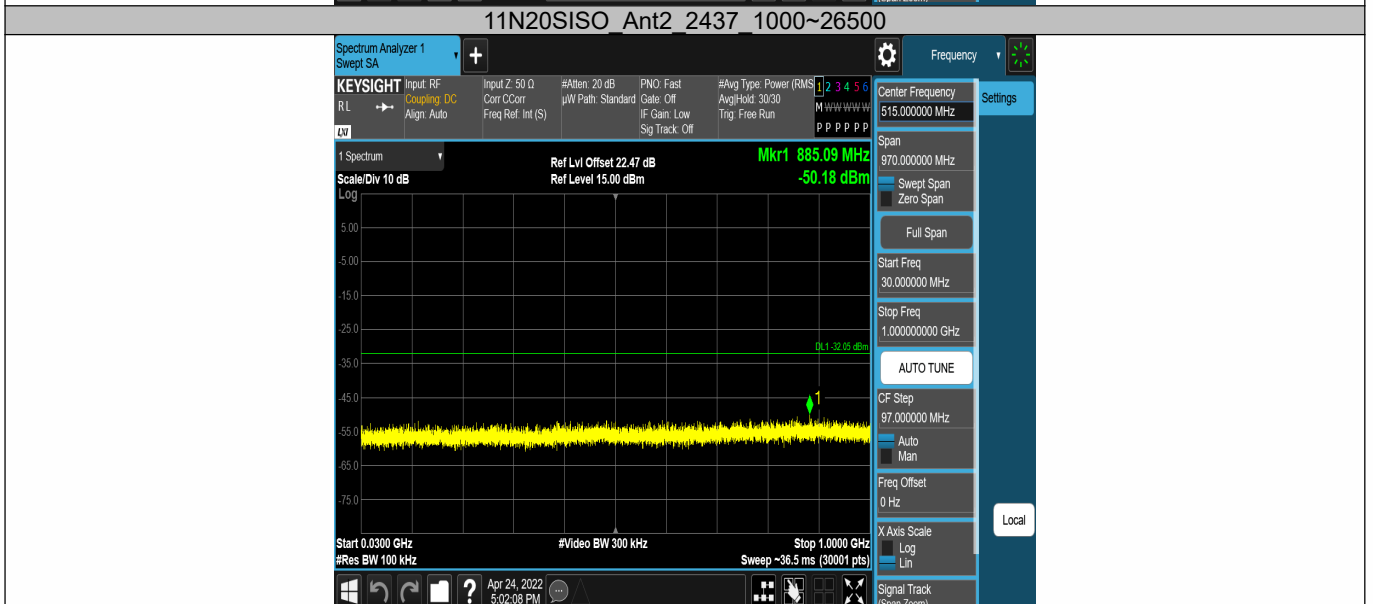 (Span Zoom)
11N20SISO_Ant2_2437_1000~26500
Spectrum Analyzer 1
Swept SA
+
Frequency
KEYSIGHT
R L
LXI
Input: RF
Coupling: DC
Align: Auto
Input Z: 50 Ω
Corr CCorr
Freq Ref: Int (S)
#Atten: 20 dB
µW Path: Standard
PNO: Fast
Gate: Off
IF Gain: Low
Sig Track: Off
#Avg Type: Power (RMS
Avg|Hold: 30/30
Trig: Free Run
1 2 3 4 5 6
M W W W W W
P P P P P P
1 Spectrum
Scale/Div 10 dB
Log
Ref Lvl Offset 22.47 dB
Ref Level 15.00 dBm
Mkr1 885.09 MHz
-50.18 dBm
5.00
-5.00
-15.0
-25.0
DL1 -32.05 dBm
-35.0
-45.0
1
-55.0
-65.0
-75.0
Start 0.0300 GHz
#Res BW 100 kHz
#Video BW 300 kHz
Stop 1.0000 GHz
Sweep ~36.5 ms (30001 pts)
Center Frequency
515.000000 MHz
Settings
Span
970.000000 MHz
Swept Span
Zero Span
Full Span
Start Freq
30.000000 MHz
Stop Freq
1.000000000 GHz
AUTO TUNE
CF Step
97.000000 MHz
Auto
Man
Freq Offset
0 Hz
X Axis Scale
Log
Lin
Local
Signal Track
(Span Zoom)
?
Apr 24, 2022
5:02:08 PM